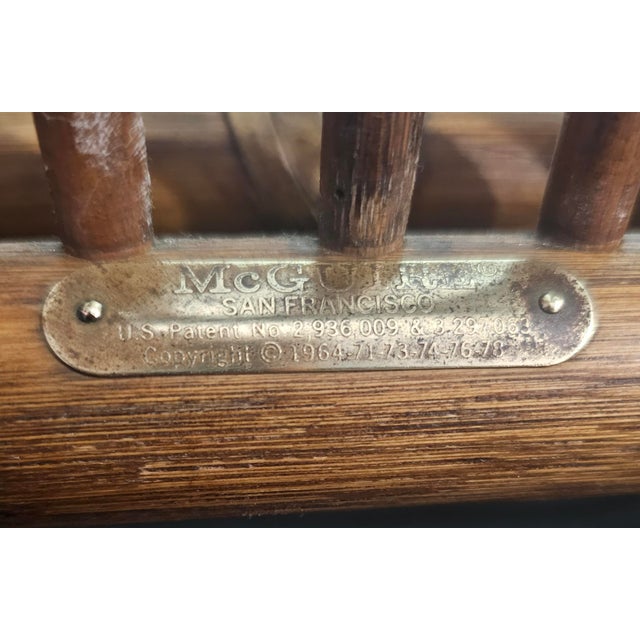 McGUIRE®
SAN FRANCISCO
U.S. Patent No. 2,936,009 & 3,297,063
Copyright © 1964-71-73-74-76-78